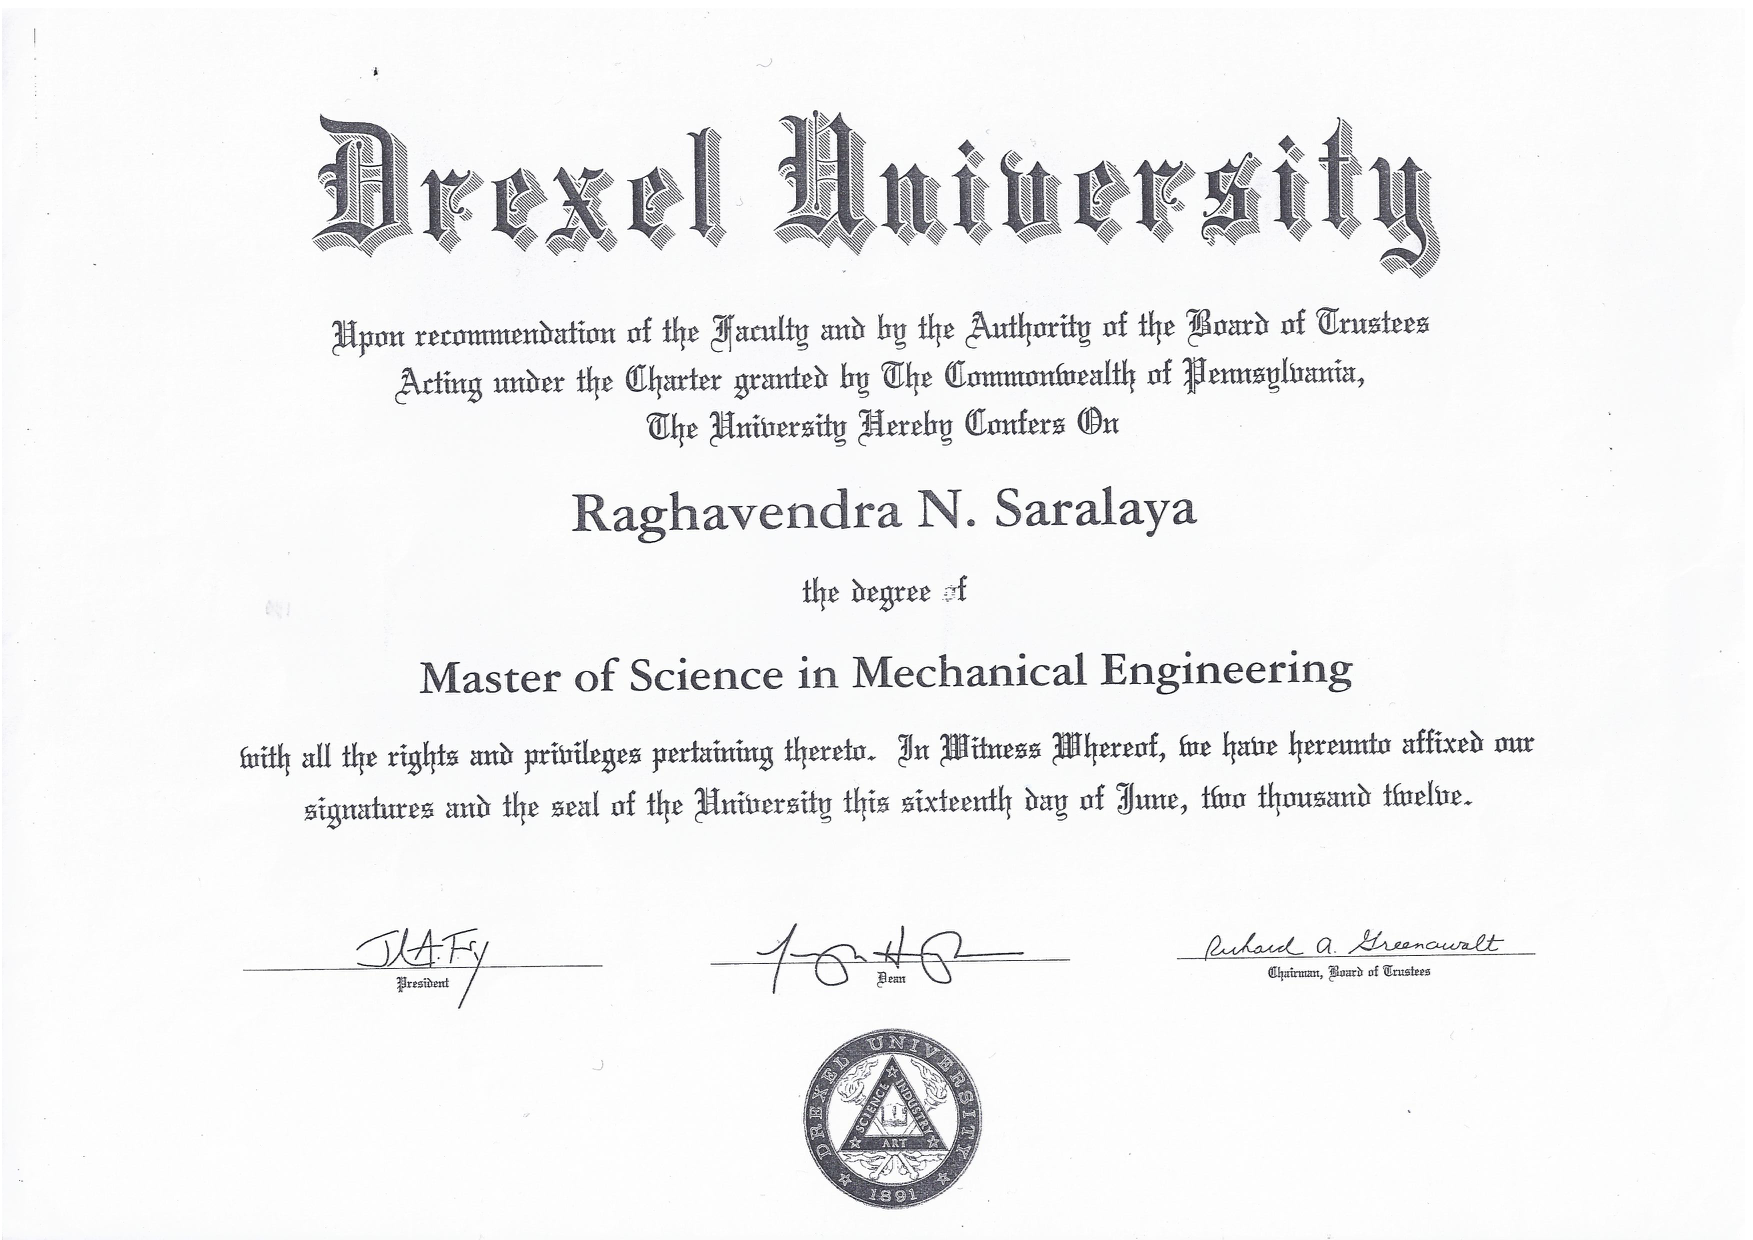 Drexel University
Upon recommendation of the Faculty and by the Authority of the Board of Trustees
Acting under the Charter granted by The Commonwealth of Pennsylvania,
The University Hereby Confers On
Raghavendra N. Saralaya
the degree of
Master of Science in Mechanical Engineering
with all the rights and privileges pertaining thereto. In Witness Whereof, we have hereunto affixed our
signatures and the seal of the University this sixteenth day of June, two thousand twelve.
J A. Fry
Richard A. Greenawalt
President
Dean
Chairman, Board of Trustees
DREXEL UNIVERSITY
SCIENCE INDUSTRY
ART
1891